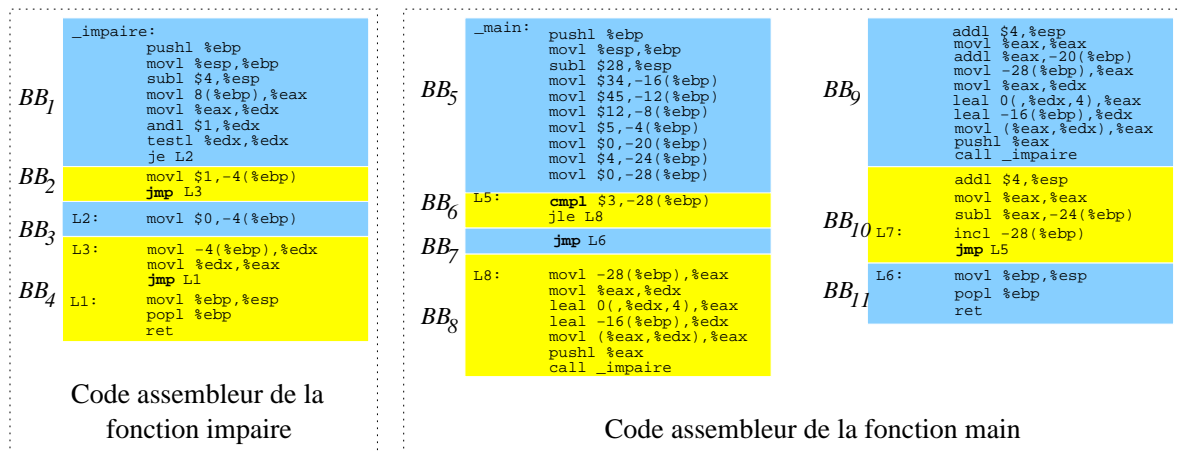 BB1
_impaire:
pushl %ebp
movl %esp,%ebp
subl $4,%esp
movl 8(%ebp),%eax
movl %eax,%edx
andl $1,%edx
testl %edx,%edx
je L2
BB2
movl $1,-4(%ebp)
jmp L3
BB3
L2: movl $0,-4(%ebp)
BB4
L3: movl -4(%ebp),%edx
movl %edx,%eax
jmp L1
L1: movl %ebp,%esp
popl %ebp
ret
Code assembleur de la
fonction impaire
BB5
_main: pushl %ebp
movl %esp,%ebp
subl $28,%esp
movl $34,-16(%ebp)
movl $45,-12(%ebp)
movl $12,-8(%ebp)
movl $5,-4(%ebp)
movl $0,-20(%ebp)
movl $4,-24(%ebp)
movl $0,-28(%ebp)
BB6
L5: cmpl $3,-28(%ebp)
jle L8
BB7
jmp L6
BB8
L8: movl -28(%ebp),%eax
movl %eax,%edx
leal 0(,%edx,4),%eax
leal -16(%ebp),%edx
movl (%eax,%edx),%eax
pushl %eax
call _impaire
BB9
addl $4,%esp
movl %eax,%eax
addl %eax,-20(%ebp)
movl -28(%ebp),%eax
movl %eax,%edx
leal 0(,%edx,4),%eax
leal -16(%ebp),%edx
movl (%eax,%edx),%eax
pushl %eax
call _impaire
BB10
addl $4,%esp
movl %eax,%eax
subl %eax,-24(%ebp)
L7: incl -28(%ebp)
jmp L5
BB11
L6: movl %ebp,%esp
popl %ebp
ret
Code assembleur de la fonction main